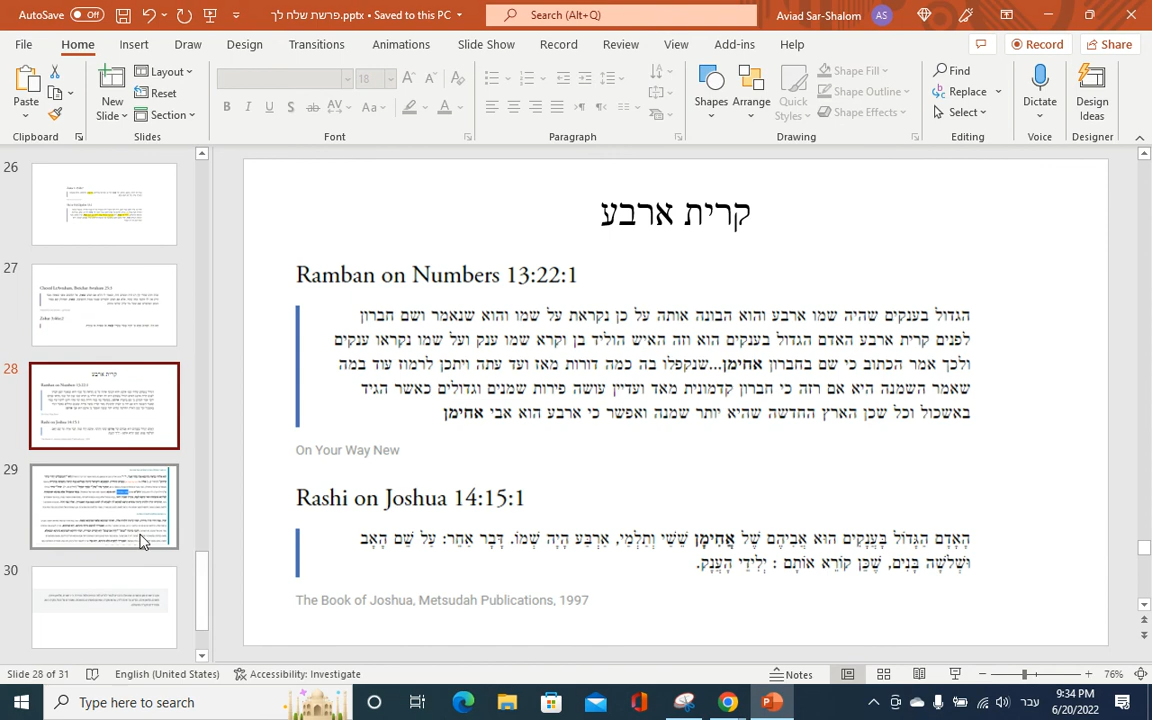 AutoSave Off פרשת שלח לך.pptx • Saved to this PC Search (Alt+Q) Aviad Sar-Shalom AS
File Home Insert Draw Design Transitions Animations Slide Show Record Review View Add-ins Help Record Share
Paste New Slide Layout Reset Section 18 Shapes Arrange Quick Styles Shape Fill Shape Outline Shape Effects Find Replace Select Dictate Design Ideas
Clipboard Slides Font Paragraph Drawing Editing Voice Designer
26
27
28
29
30
קרית ארבע
Ramban on Numbers 13:22:1
הגדול בענקים שהיה שמו ארבע והוא הבונה אותה על כן נקראת על שמו והוא שנאמר ושם חברון
לפנים קרית ארבע האדם הגדול בענקים הוא וזה האיש הוליד בן וקרא שמו ענק ועל שמו נקראו ענקים
ולכך אמר הכתוב כי שם בחברון אחימן...שנקפלו בה כמה דורות מאז ועד עתה ויתכן לרמוז עוד במה
שאמר השמנה היא אם רזה כי חברון קדמונית מאד ועדיין עושה פירות שמנים וגדולים כאשר הגיד
באשכול וכל שכן הארץ החדשה שהיא יותר שמנה ואפשר כי ארבע הוא אבי אחימן
On Your Way New
Rashi on Joshua 14:15:1
הָאָדָם הַגָּדוֹל בָּעֲנָקִים הוּא אֲבִיהֶם שֶׁל אֲחִימָן שֵׁשַׁי וְתַלְמַי, אַרְבַּע הָיָה שְׁמוֹ. דָּבָר אַחֵר: עַל שֵׁם הָאָב
וּשְׁלֹשָׁה בָּנִים, שֶׁכֵּן קוֹרֵא אוֹתָם : יְלִידֵי הָעֲנָק.
The Book of Joshua, Metsudah Publications, 1997
Slide 28 of 31 English (United States) Accessibility: Investigate Notes 76%
Type here to search עבר 9:34 PM
6/20/2022